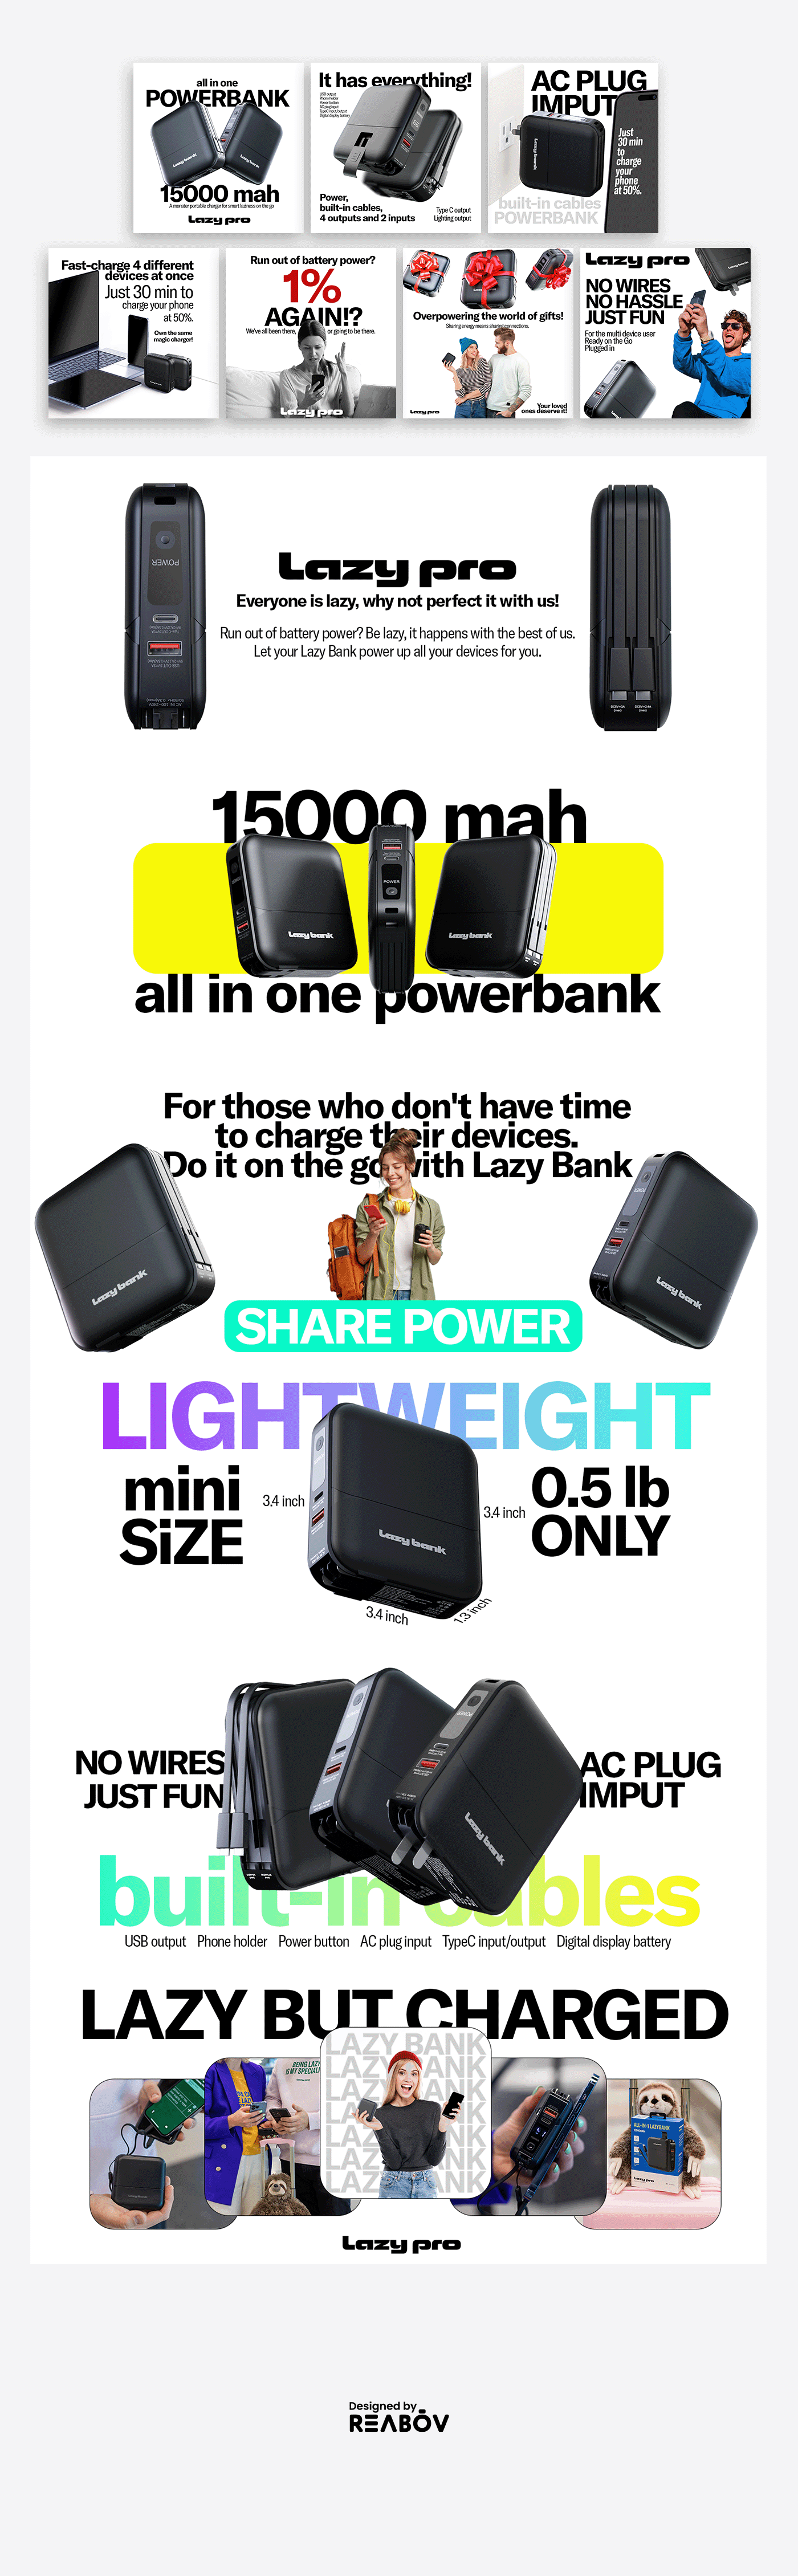 all in one
POWERBANK
Lazy bank
Lazy bank
15000 mah
A monster portable charger for smart laziness on the go
Lazy pro
It has everything!
USB output
Phone holder
Power button
AC plug input
TypeC input/output
Digital display battery
Power,
built-in cables,
4 outputs and 2 inputs
Type C output
Lighting output
AC PLUG
IMPUT
Lazy bank
Just
30 min
to
charge
your
phone
at 50%.
built-in cables
POWERBANK
Fast-charge 4 different
devices at once
Just 30 min to
charge your phone
at 50%.
Own the same
magic charger!
Run out of battery power?
1%
AGAIN!?
We've all been there, or going to be there.
Lazy pro
Overpowering the world of gifts!
Sharing energy means sharing connections.
Lazy pro
Your loved
ones deserve it!
Lazy pro
NO WIRES
NO HASSLE
JUST FUN
For the multi device user
Ready on the Go
Plugged in
POWER
Lazy pro
Everyone is lazy, why not perfect it with us!
Run out of battery power? Be lazy, it happens with the best of us.
Let your Lazy Bank power up all your devices for you.
15000 mah
POWER
Lazy bank
Lazy bank
all in one powerbank
For those who don't have time
to charge their devices.
Do it on the go with Lazy Bank
Lazy bank
Lazy bank
SHARE POWER
LIGHTWEIGHT
mini
SiZE
3.4 inch
Lazy bank
3.4 inch
0.5 lb
ONLY
3.4 inch
1.3 inch
NO WIRES
JUST FUN
AC PLUG
IMPUT
Lazy bank
built-in cables
USB output Phone holder Power button AC plug input TypeC input/output Digital display battery
LAZY BUT CHARGED
LAZY BANK
BEING LAZY
IS MY SPECIAL
ALL-IN-1 LAZYBANK
Lazy pro
Lazy pro
Designed by
REABOV